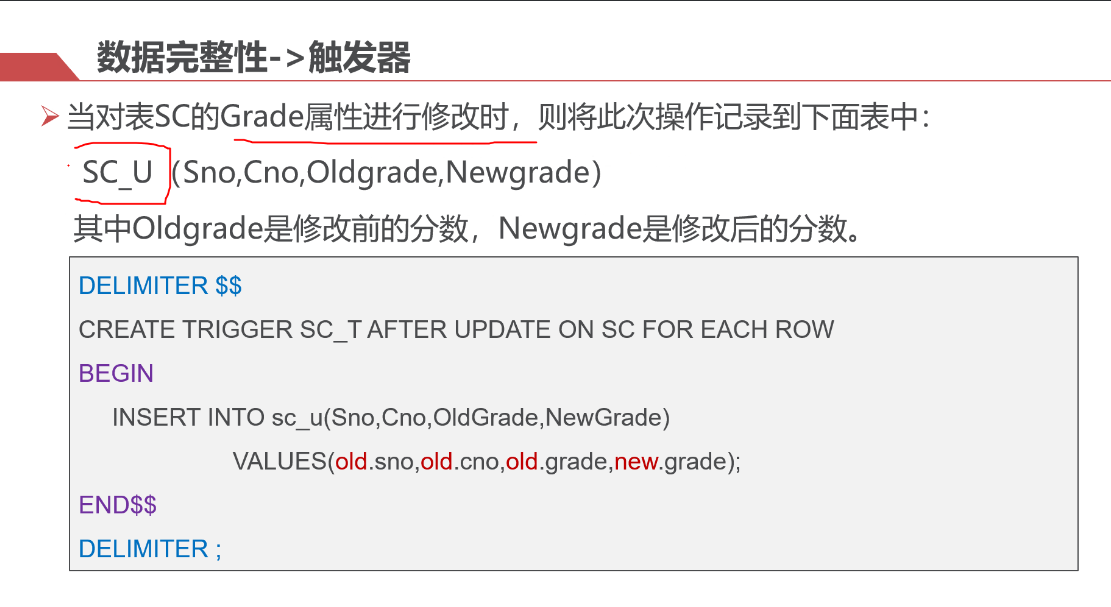 数据完整性->触发器
当对表SC的Grade属性进行修改时，则将此次操作记录到下面表中：
SC_U（Sno,Cno,Oldgrade,Newgrade）
其中Oldgrade是修改前的分数，Newgrade是修改后的分数。
DELIMITER $$
CREATE TRIGGER SC_T AFTER UPDATE ON SC FOR EACH ROW
BEGIN
INSERT INTO sc_u(Sno,Cno,OldGrade,NewGrade)
VALUES(old.sno,old.cno,old.grade,new.grade);
END$$
DELIMITER ;